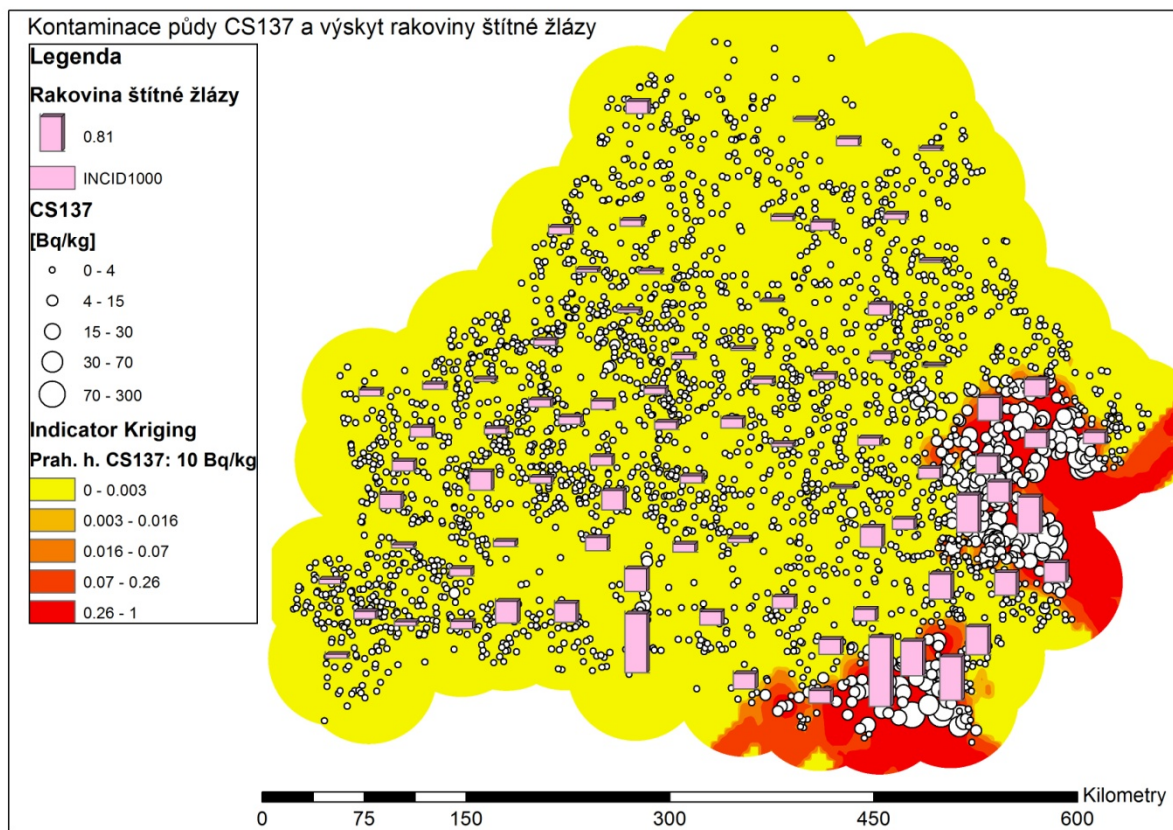 Kontaminace půdy CS137 a výskyt rakoviny štítné žlázy
Legenda
Rakovina štítné žlázy
0.81
INCID1000
CS137
[Bq/kg]
0 - 4
4 - 15
15 - 30
30 - 70
70 - 300
Indicator Kriging
Prah. h. CS137: 10 Bq/kg
0 - 0.003
0.003 - 0.016
0.016 - 0.07
0.07 - 0.26
0.26 - 1
Kilometry
0 75 150 300 450 600